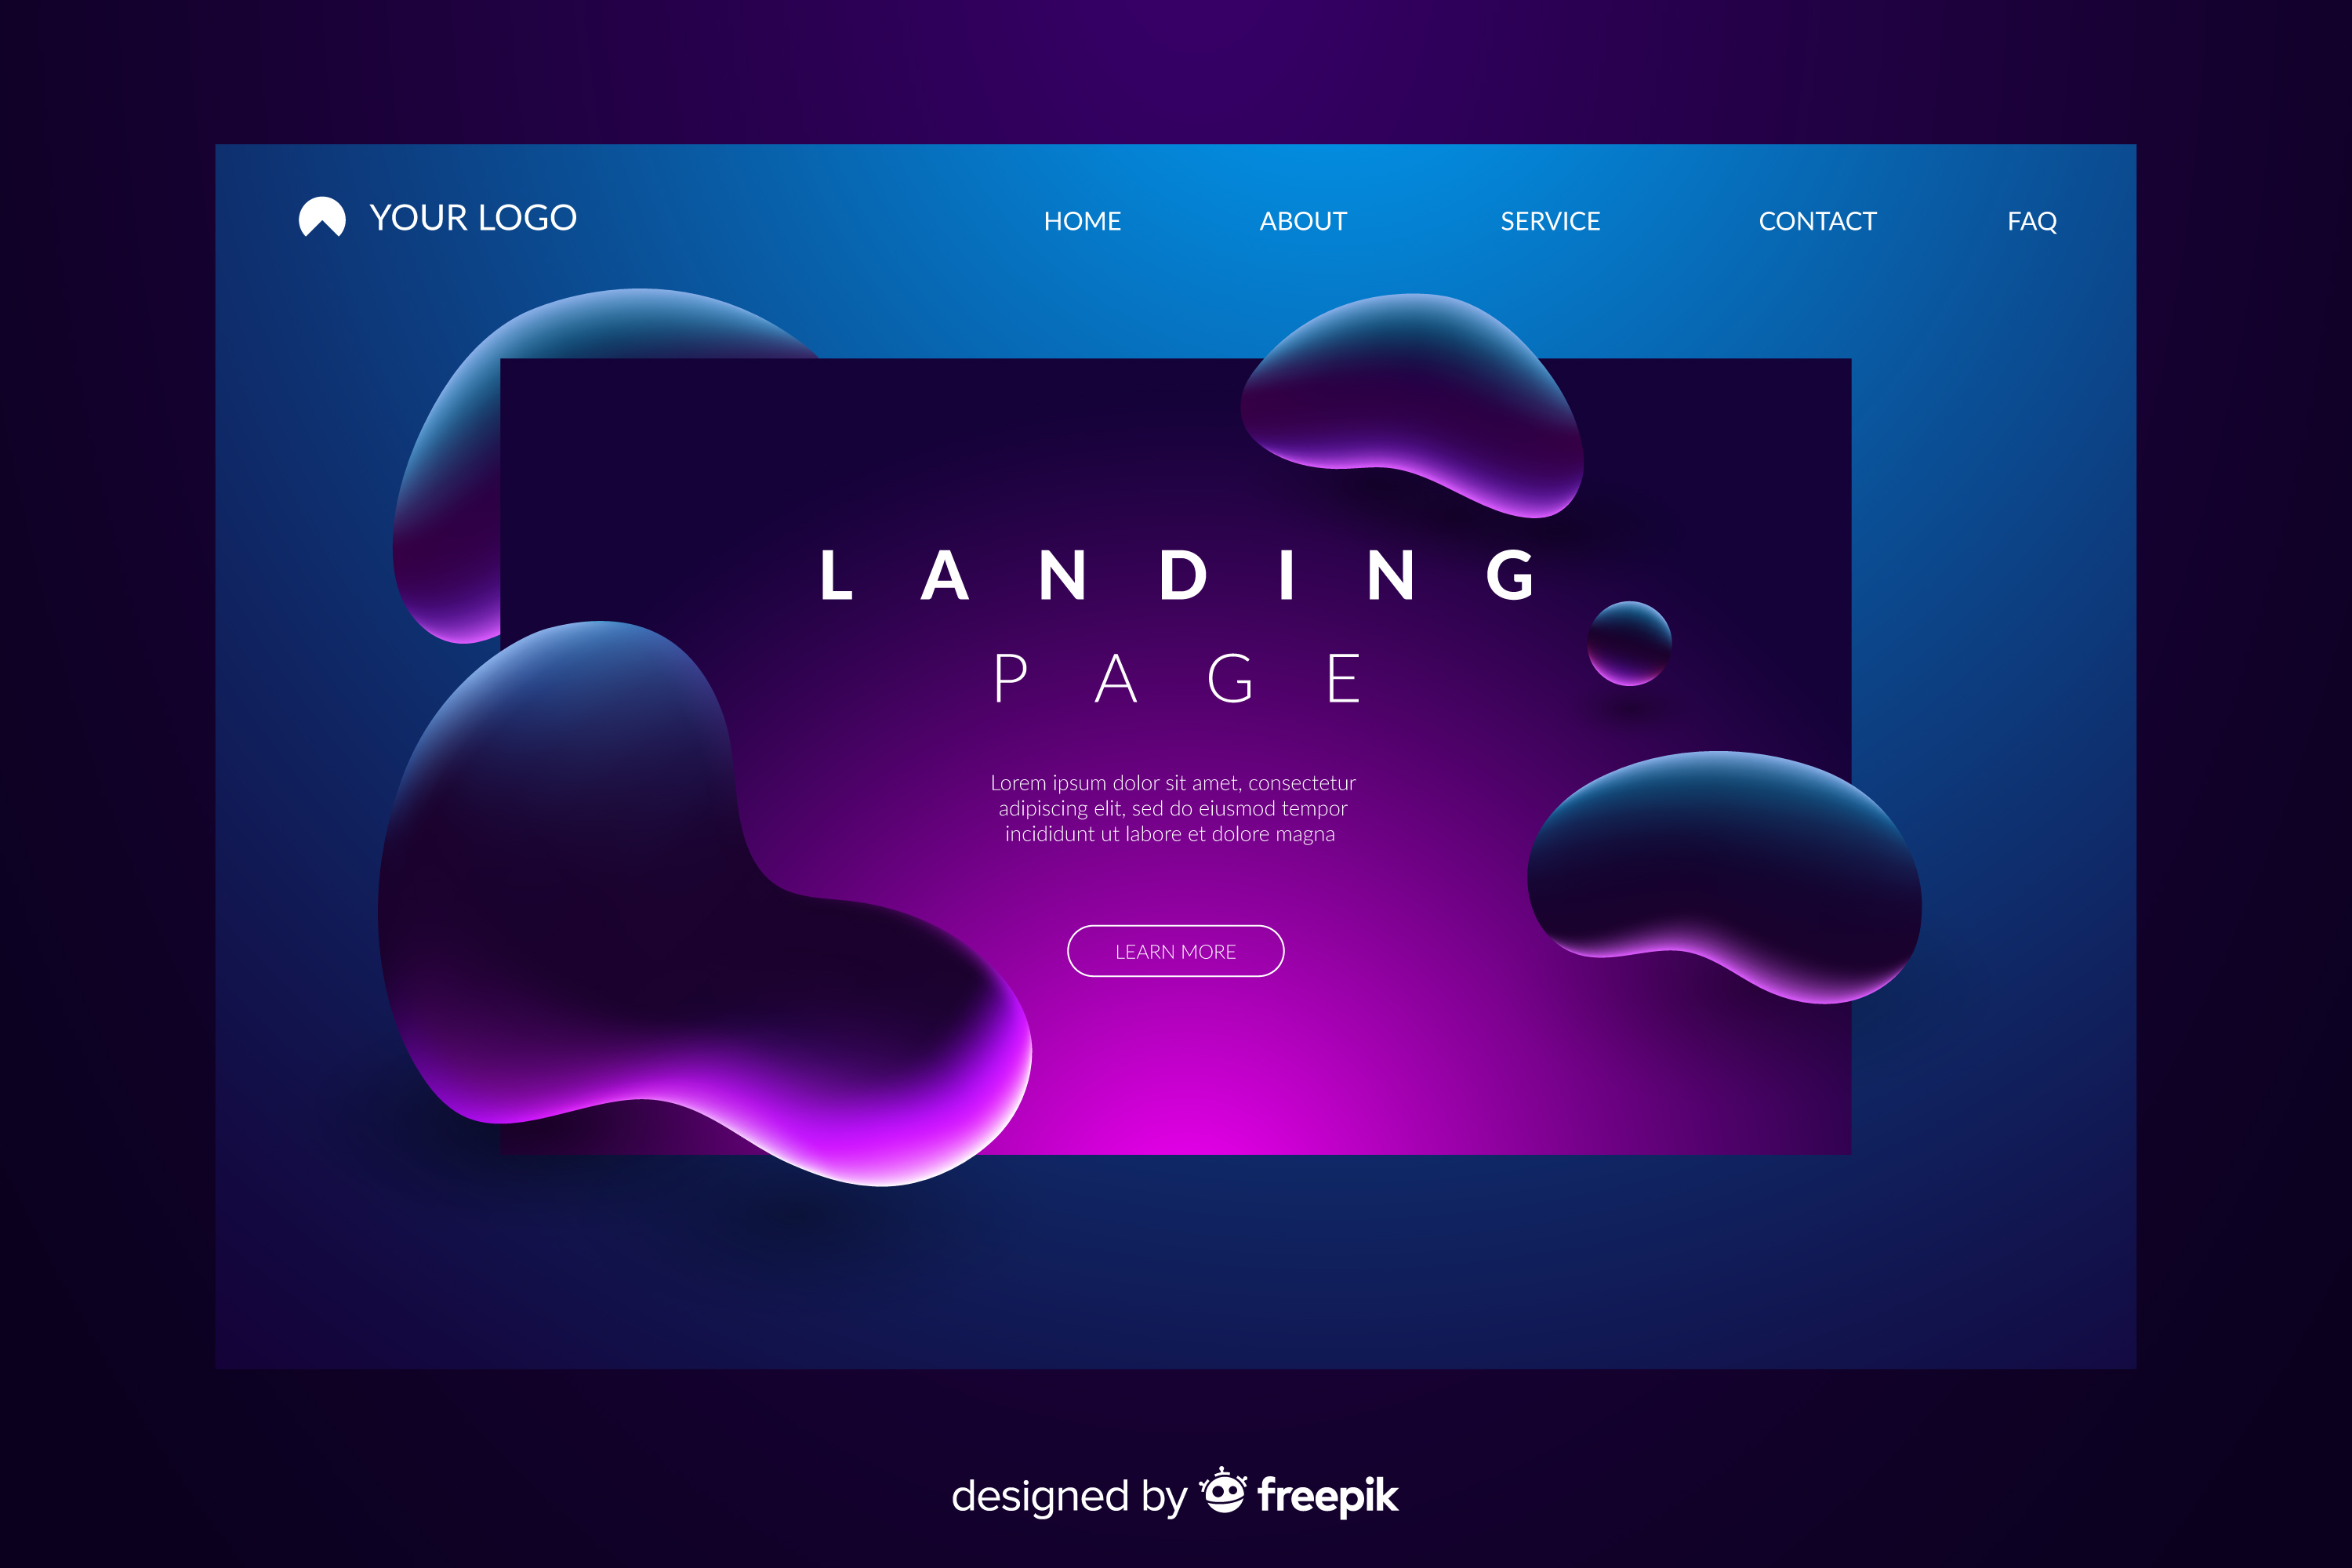 YOUR LOGO
HOME ABOUT SERVICE CONTACT FAQ
LANDING
PAGE
Lorem ipsum dolor sit amet, consectetur
adipiscing elit, sed do eiusmod tempor
incididunt ut labore et dolore magna
LEARN MORE
designed by freepik